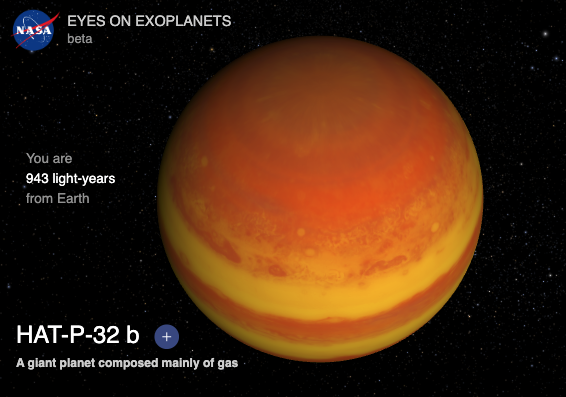 NASA
EYES ON EXOPLANETS
beta
You are
943 light-years
from Earth
HAT-P-32 b +
A giant planet composed mainly of gas